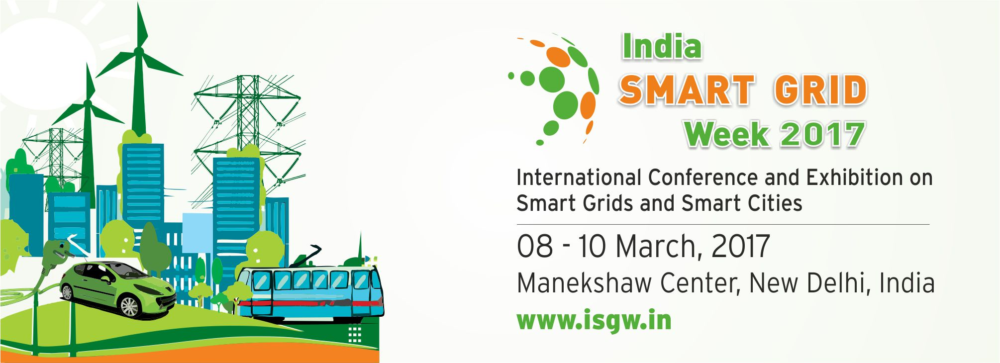 India
SMART GRID
Week 2017
International Conference and Exhibition on
Smart Grids and Smart Cities
08 - 10 March, 2017
Manekshaw Center, New Delhi, India
www.isgw.in